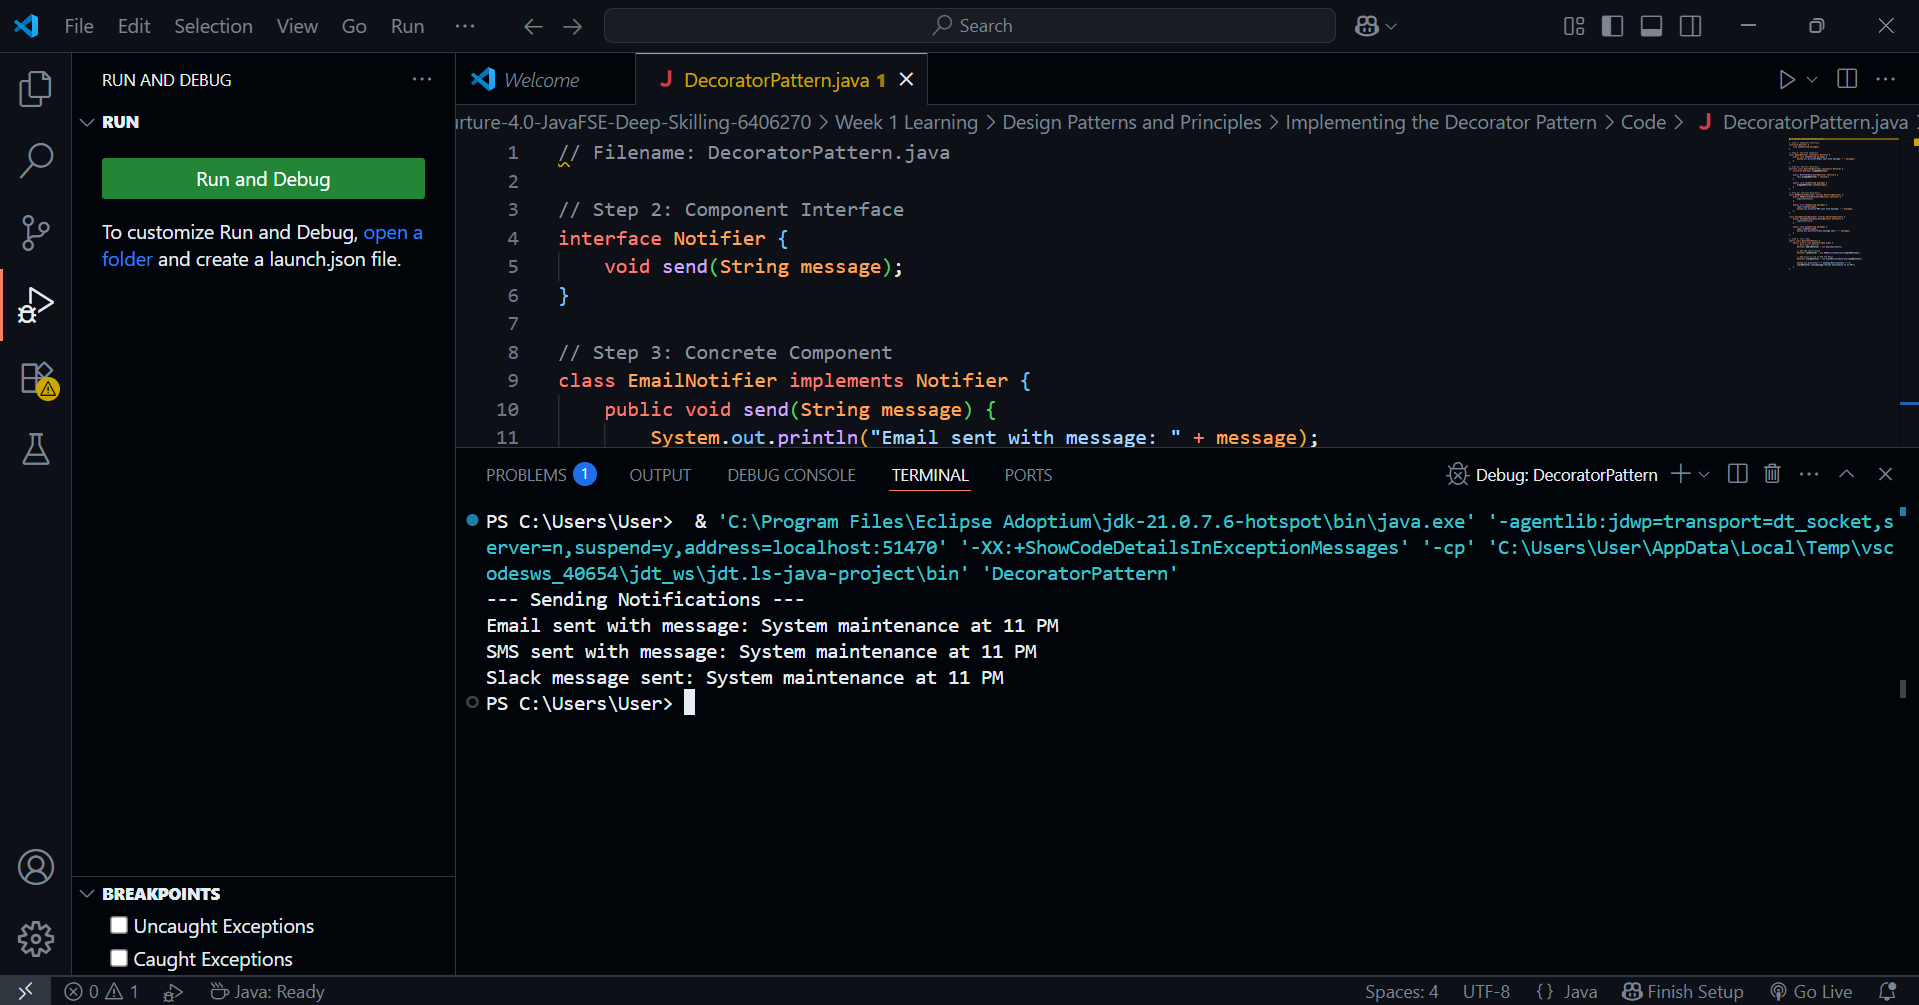 File Edit Selection View Go Run ··· Search
RUN AND DEBUG ···
RUN
Run and Debug
To customize Run and Debug, open a
folder and create a launch.json file.
BREAKPOINTS
Uncaught Exceptions
Caught Exceptions
Welcome J DecoratorPattern.java 1
urture-4.0-JavaFSE-Deep-Skilling-6406270 > Week 1 Learning > Design Patterns and Principles > Implementing the Decorator Pattern > Code > J DecoratorPattern.java
1 // Filename: DecoratorPattern.java
2
3 // Step 2: Component Interface
4 interface Notifier {
5 void send(String message);
6 }
7
8 // Step 3: Concrete Component
9 class EmailNotifier implements Notifier {
10 public void send(String message) {
11 System.out.println("Email sent with message: " + message);
PROBLEMS 1 OUTPUT DEBUG CONSOLE TERMINAL PORTS Debug: DecoratorPattern
PS C:\Users\User>  & 'C:\Program Files\Eclipse Adoptium\jdk-21.0.7.6-hotspot\bin\java.exe' '-agentlib:jdwp=transport=dt_socket,s
erver=n,suspend=y,address=localhost:51470' '-XX:+ShowCodeDetailsInExceptionMessages' '-cp' 'C:\Users\User\AppData\Local\Temp\vsc
odesws_40654\jdt_ws\jdt.ls-java-project\bin' 'DecoratorPattern'
--- Sending Notifications ---
Email sent with message: System maintenance at 11 PM
SMS sent with message: System maintenance at 11 PM
Slack message sent: System maintenance at 11 PM
PS C:\Users\User>
0 1 Java: Ready Spaces: 4 UTF-8 {} Java Finish Setup Go Live